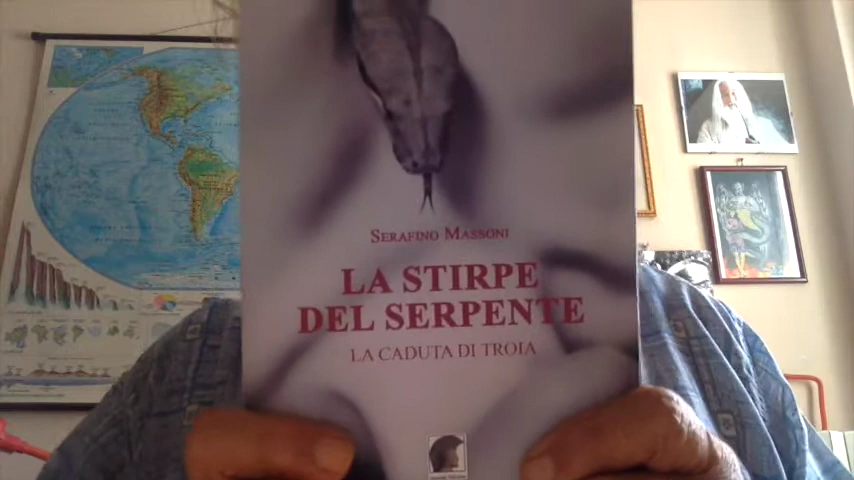 SERAFINO MASSONI
LA STIRPE
DEL SERPENTE
LA CADUTA DI TROIA